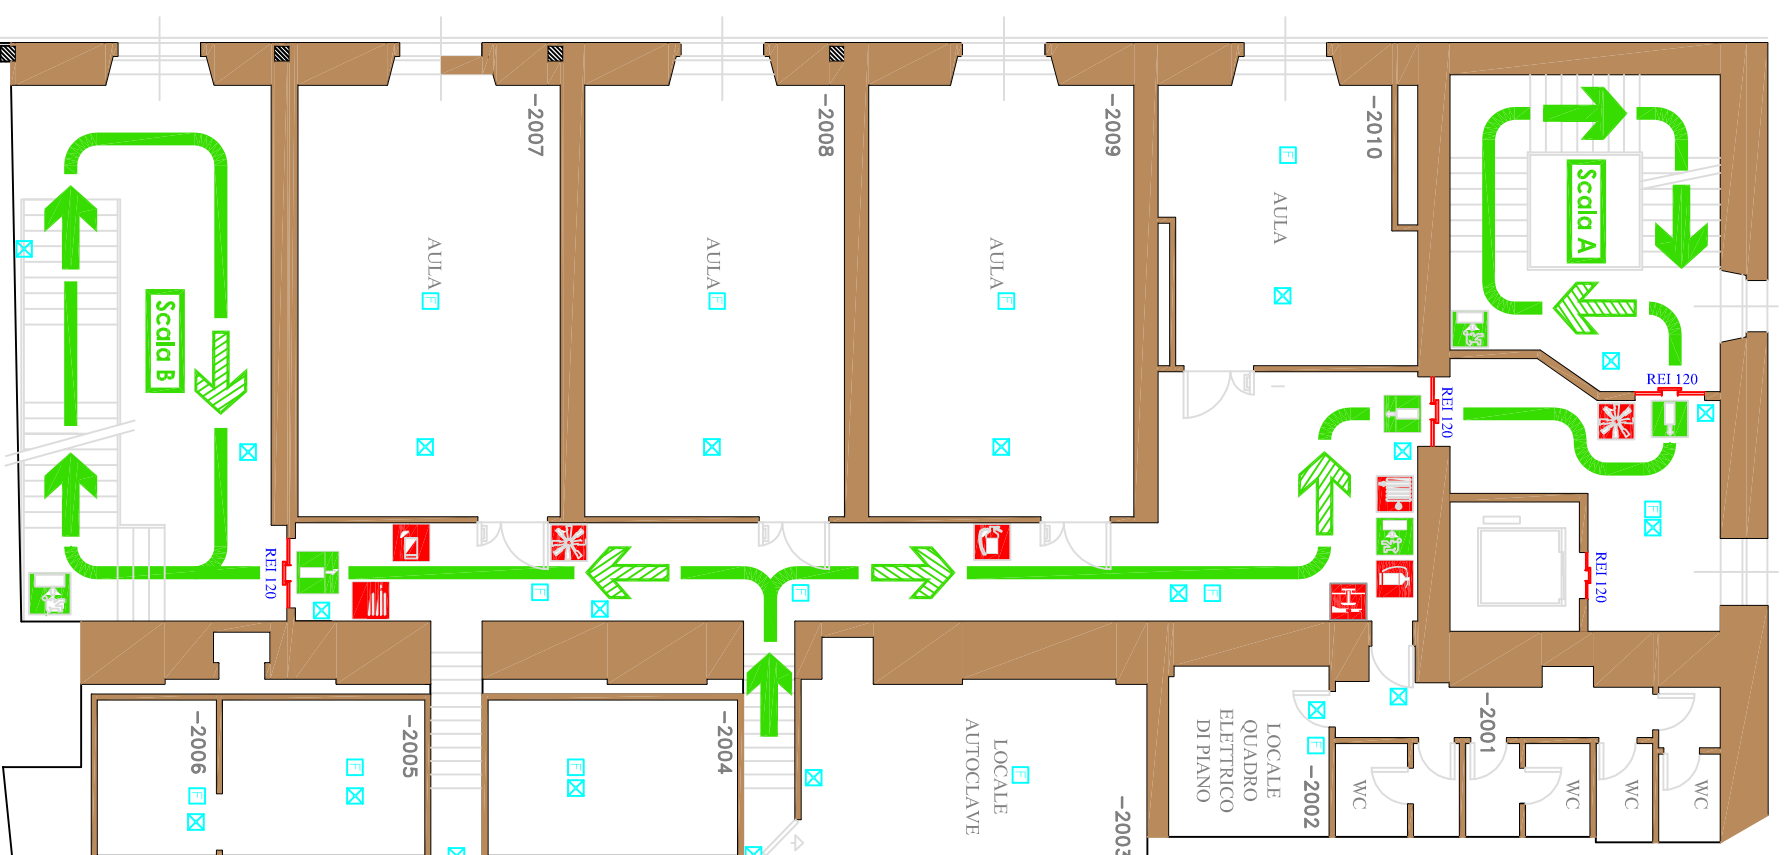 -2007
-2008
-2009
-2010
AULA
AULA
AULA
AULA
F
F
F
F
Scala A
Scala B
REI 120
REI 120
REI 120
REI 120
F
F
F
F
-2006
-2005
-2004
F
F
F
LOCALE
AUTOCLAVE
F
-2003
LOCALE
QUADRO
ELETTRICO
DI PIANO
F
-2002
-2001
WC
WC
WC
WC